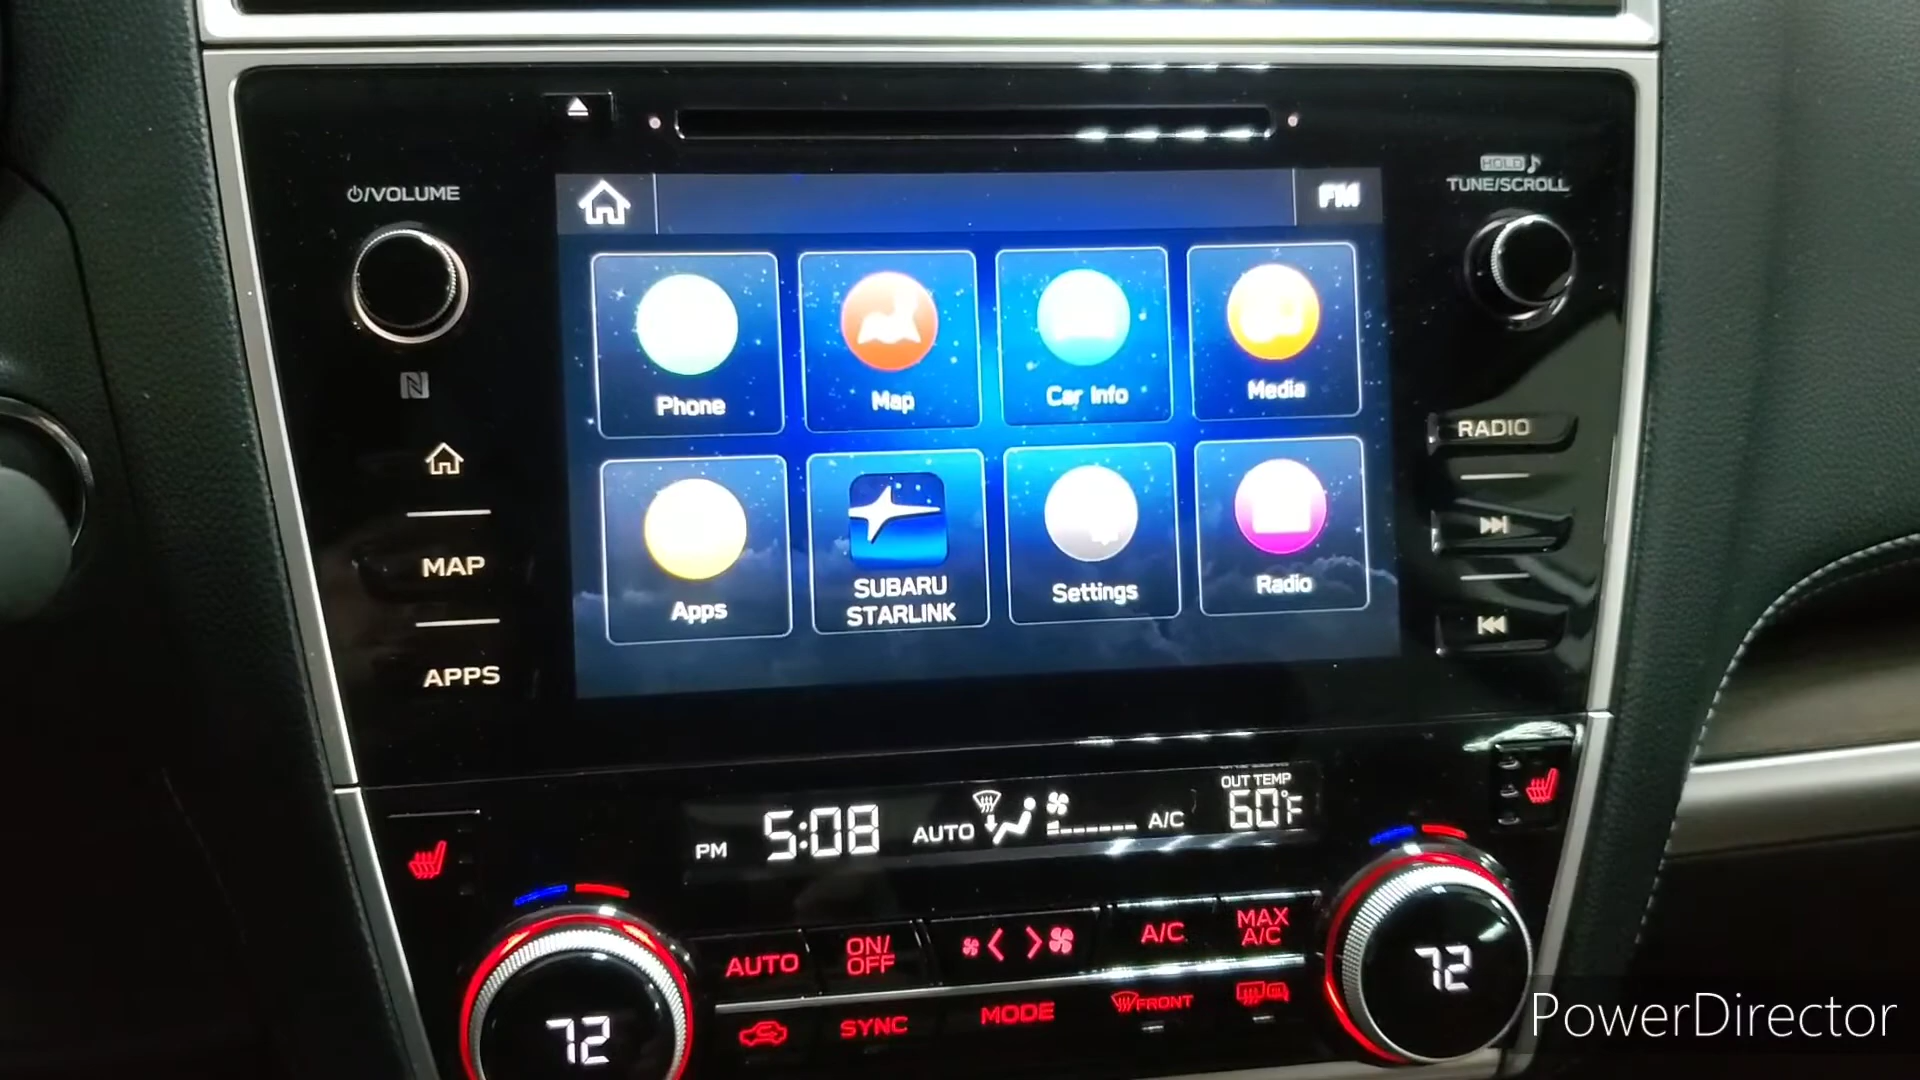 ⏻/VOLUME
HOLD ♪
TUNE/SCROLL
FM
Phone
Map
Car Info
Media
RADIO
MAP
APPS
Apps
SUBARU
STARLINK
Settings
Radio
PM 5:08 AUTO A/C
OUT TEMP
60°F
AUTO
ON/
OFF
A/C
MAX
A/C
SYNC
MODE
FRONT
72
72
PowerDirector